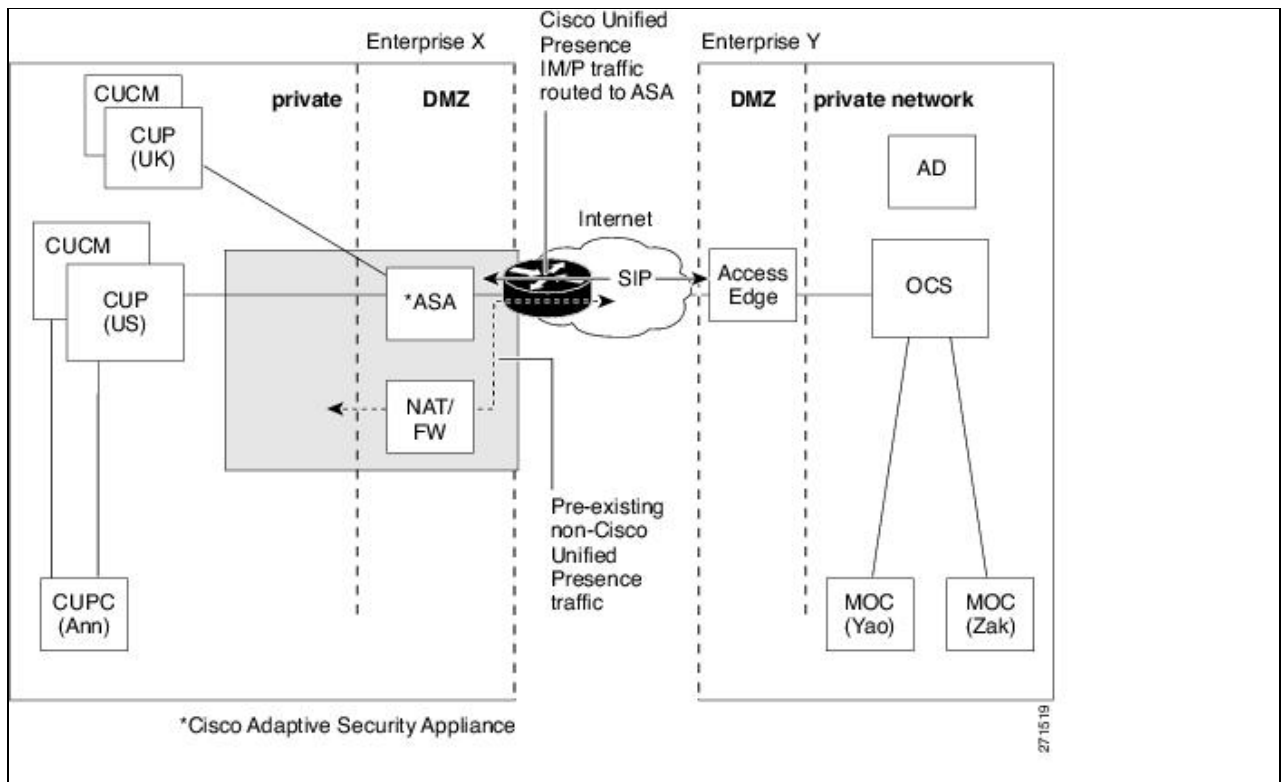 Cisco Unified
Presence
IM/P traffic
routed to ASA
Enterprise X
Enterprise Y
private
DMZ
DMZ
private network
CUCM
CUP
(UK)
AD
Internet
CUCM
CUP
(US)
*ASA
SIP
Access
Edge
OCS
NAT/
FW
Pre-existing
non-Cisco
Unified
Presence
traffic
CUPC
(Ann)
MOC
(Yao)
MOC
(Zak)
*Cisco Adaptive Security Appliance
271519